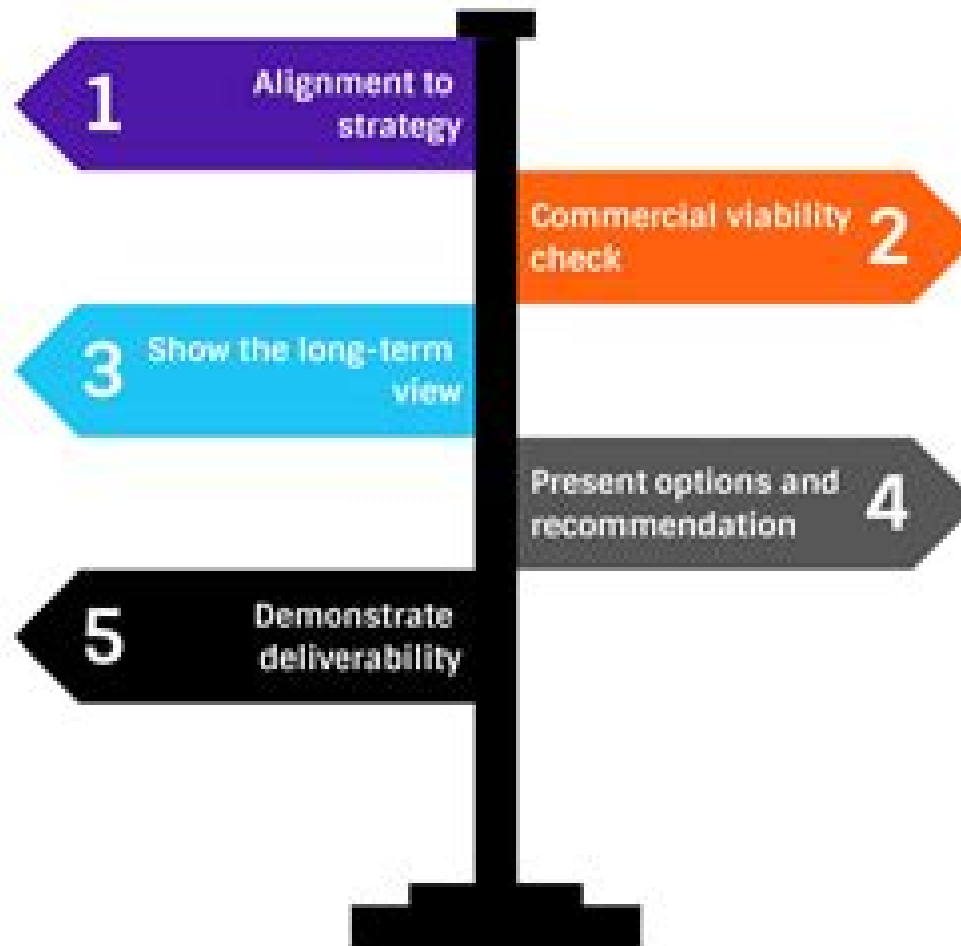 1
Alignment to
strategy
Commercial viability
check
2
3
Show the long-term
view
Present options and
recommendation
4
5
Demonstrate
deliverability